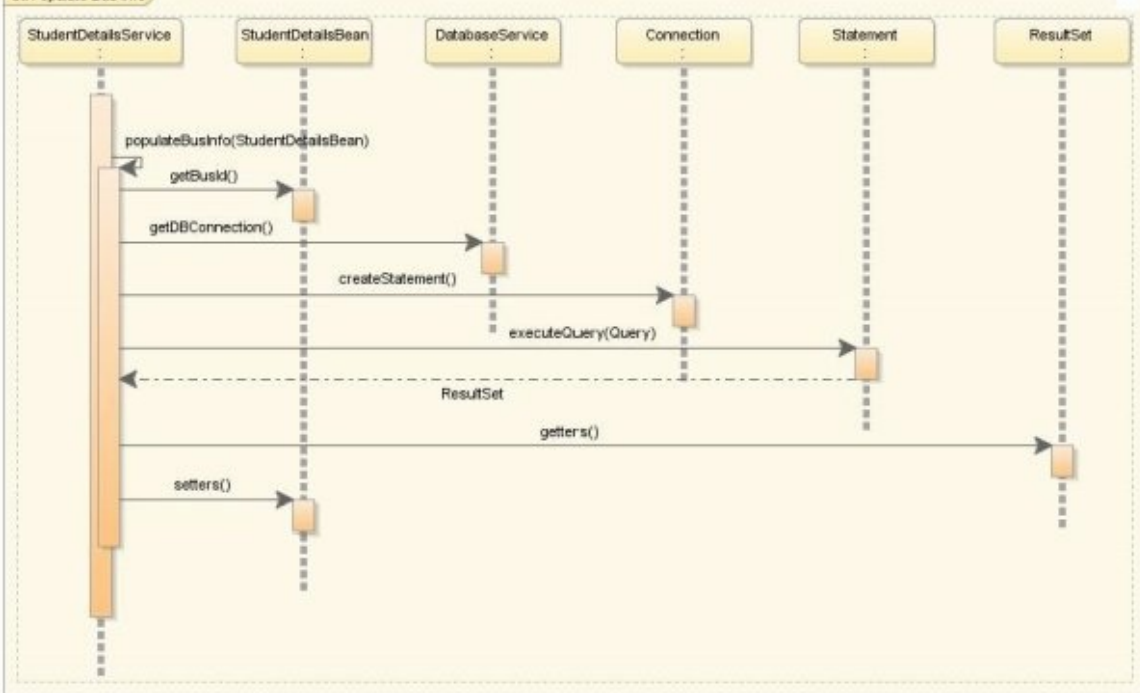 StudentDetailsService
:
StudentDetailsBean
:
DatabaseService
:
Connection
:
Statement
:
ResultSet
:
populateBusInfo(StudentDetailsBean)
getBusId()
getDBConnection()
createStatement()
executeQuery(Query)
ResultSet
getters()
setters()